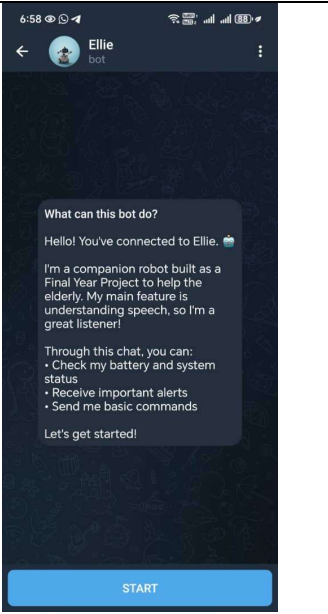 6:58
88
Ellie
bot
What can this bot do?
Hello! You've connected to Ellie.
I'm a companion robot built as a
Final Year Project to help the
elderly. My main feature is
understanding speech, so I'm a
great listener!
Through this chat, you can:
• Check my battery and system
status
• Receive important alerts
• Send me basic commands
Let's get started!
START